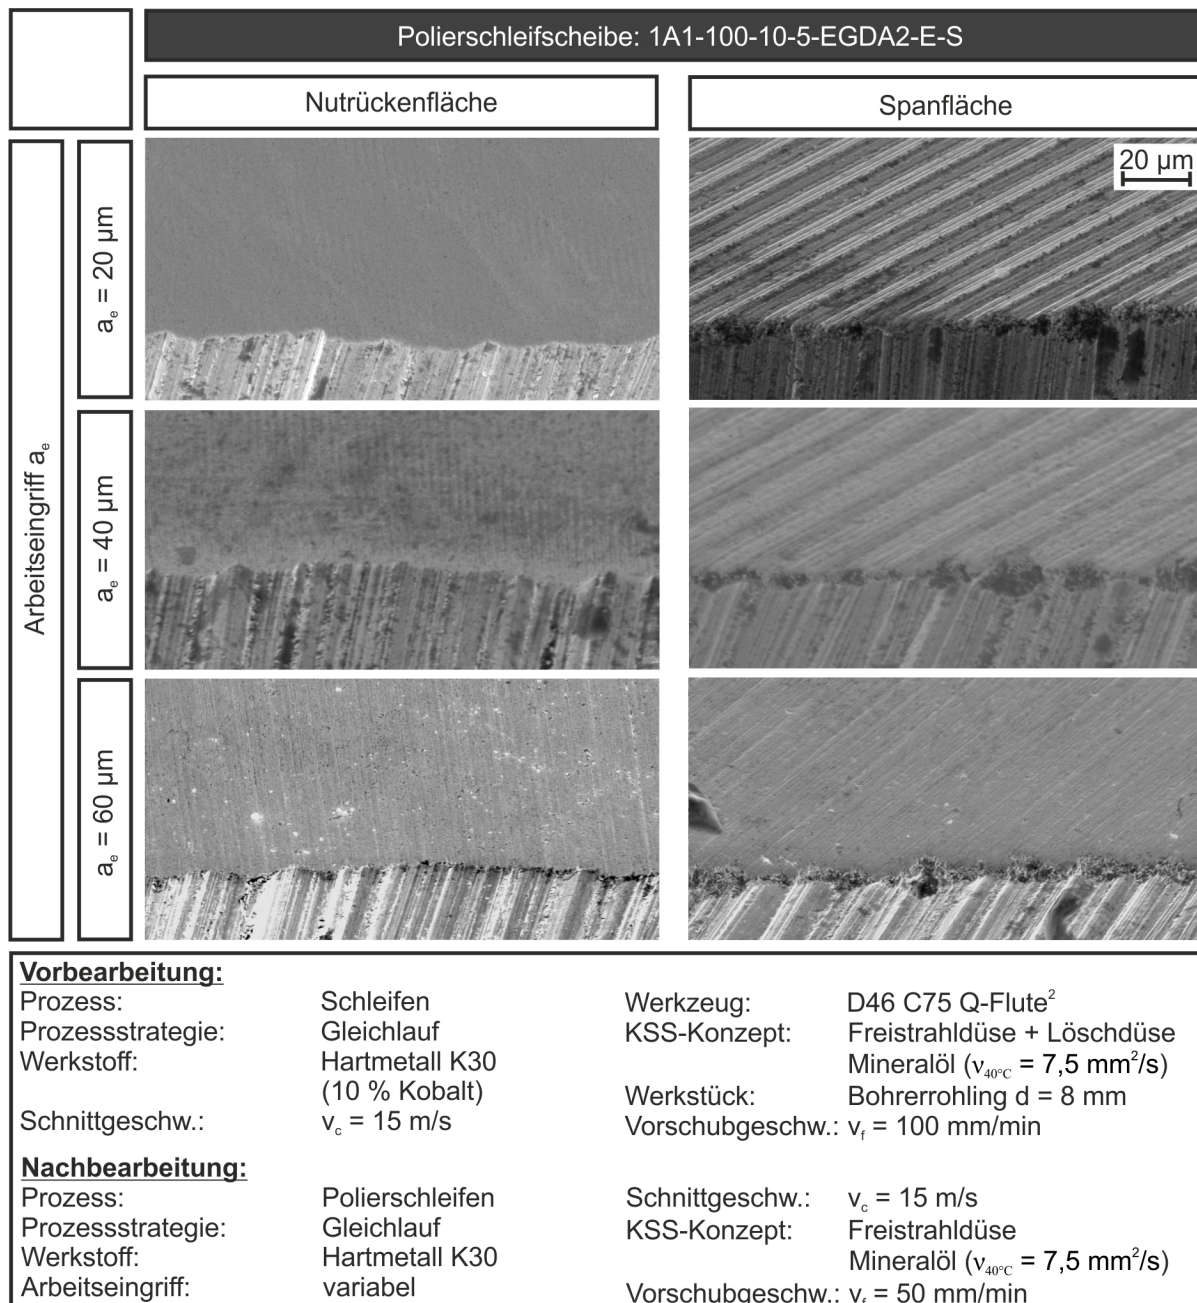 Polierschleifscheibe: 1A1-100-10-5-EGDA2-E-S
Nutrückenfläche
Spanfläche
20 µm
Arbeitseingriff aₑ
aₑ = 20 µm
aₑ = 40 µm
aₑ = 60 µm
Vorbearbeitung:
Prozess: Schleifen
Prozessstrategie: Gleichlauf
Werkstoff: Hartmetall K30
(10 % Kobalt)
Schnittgeschw.: v_c = 15 m/s
Werkzeug: D46 C75 Q-Flute²
KSS-Konzept: Freistrahldüse + Löschdüse
Mineralöl (ν₄₀°C = 7,5 mm²/s)
Werkstück: Bohrerrohling d = 8 mm
Vorschubgeschw.: v_f = 100 mm/min
Nachbearbeitung:
Prozess: Polierschleifen
Prozessstrategie: Gleichlauf
Werkstoff: Hartmetall K30
Arbeitseingriff: variabel
Schnittgeschw.: v_c = 15 m/s
KSS-Konzept: Freistrahldüse
Mineralöl (ν₄₀°C = 7,5 mm²/s)
Vorschubgeschw.: v_f = 50 mm/min